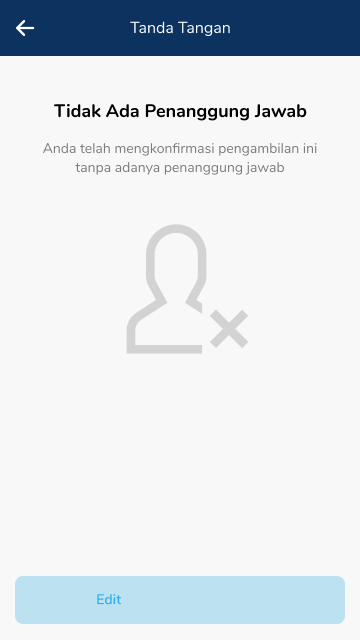 Tanda Tangan
Tidak Ada Penanggung Jawab
Anda telah mengkonfirmasi pengambilan ini
tanpa adanya penanggung jawab
Edit